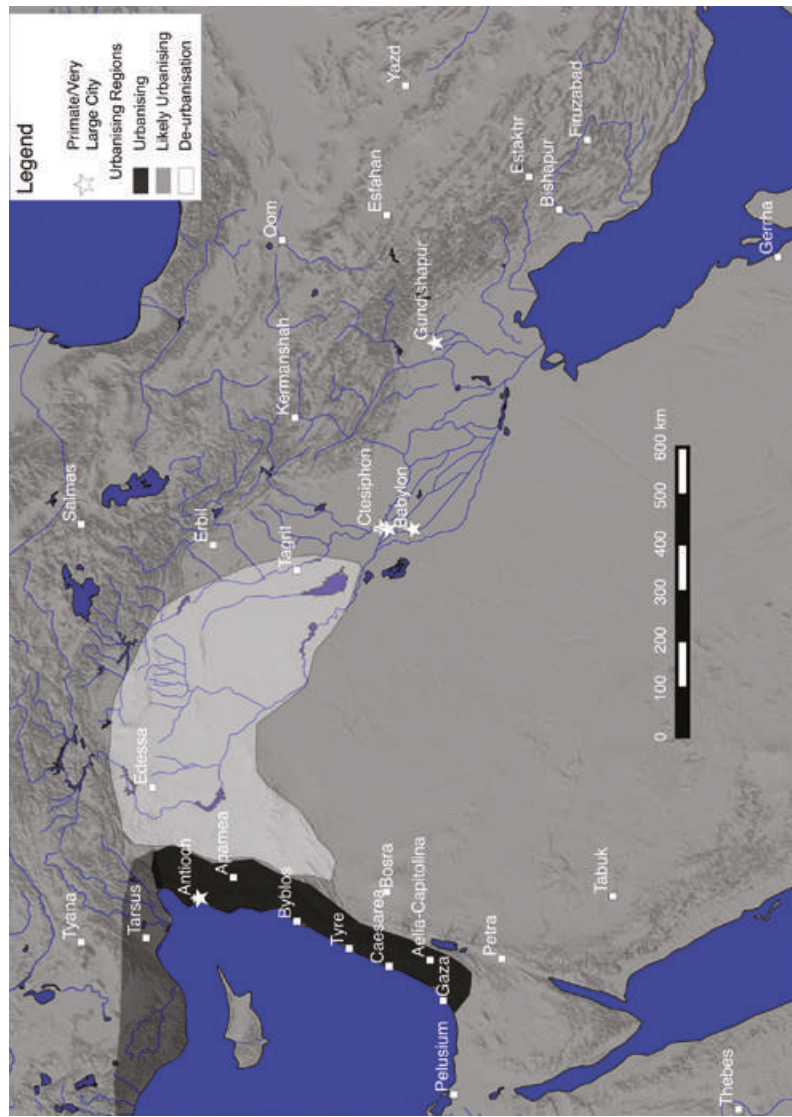 Legend
Primate/Very
Large City
Urbanising Regions
Urbanising
Likely Urbanising
De-urbanisation
Tyana
Tarsus
Salmas
Edessa
Antioch
Apamea
Erbil
Qom
Kermanshah
Tagrit
Byblos
Tyre
Yazd
Esfahan
Gundishapur
Ctesiphon
Babylon
Caesarea
Bosra
Aelia-Capitolina
Gaza
Pelusium
Petra
Estakhr
Bishapur
Firuzabad
Tabuk
Thebes
Germa
0 100 200 300 400 500 600 km